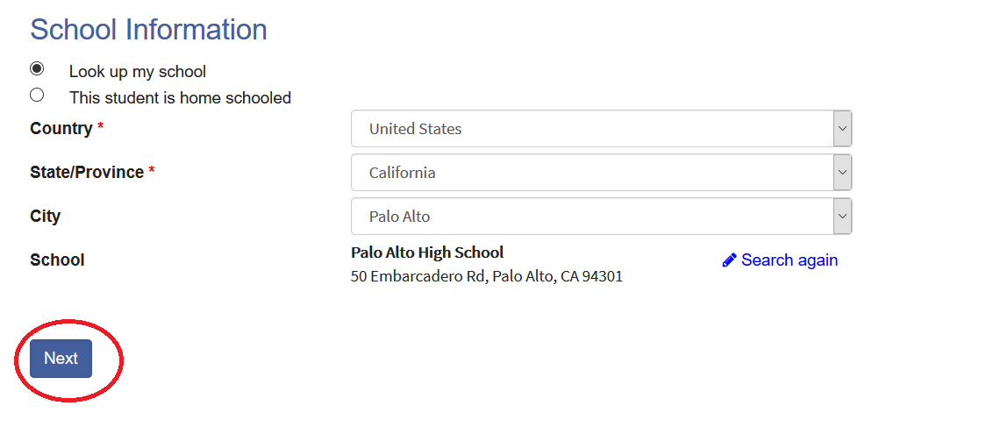 School Information
Look up my school
This student is home schooled
Country *
United States
State/Province *
California
City
Palo Alto
School
Palo Alto High School
Search again
50 Embarcadero Rd, Palo Alto, CA 94301
Next